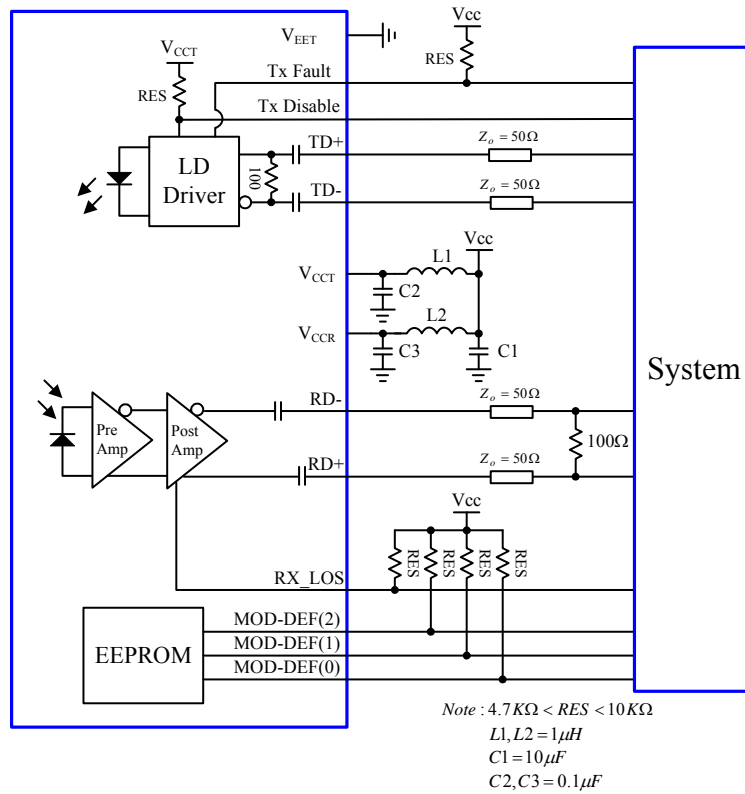 V_EET
Vcc
V_CCT
RES
Tx Fault
RES
Tx Disable
LD
Driver
100
TD+
Z_o = 50Ω
TD-
Z_o = 50Ω
Vcc
V_CCT
L1
C2
V_CCR
L2
C3
C1
System
Pre
Amp
Post
Amp
RD-
Z_o = 50Ω
100Ω
RD+
Z_o = 50Ω
Vcc
RES
RES
RES
RES
RX_LOS
EEPROM
MOD-DEF(2)
MOD-DEF(1)
MOD-DEF(0)
Note : 4.7KΩ < RES < 10KΩ
L1, L2 = 1μH
C1 = 10μF
C2, C3 = 0.1μF